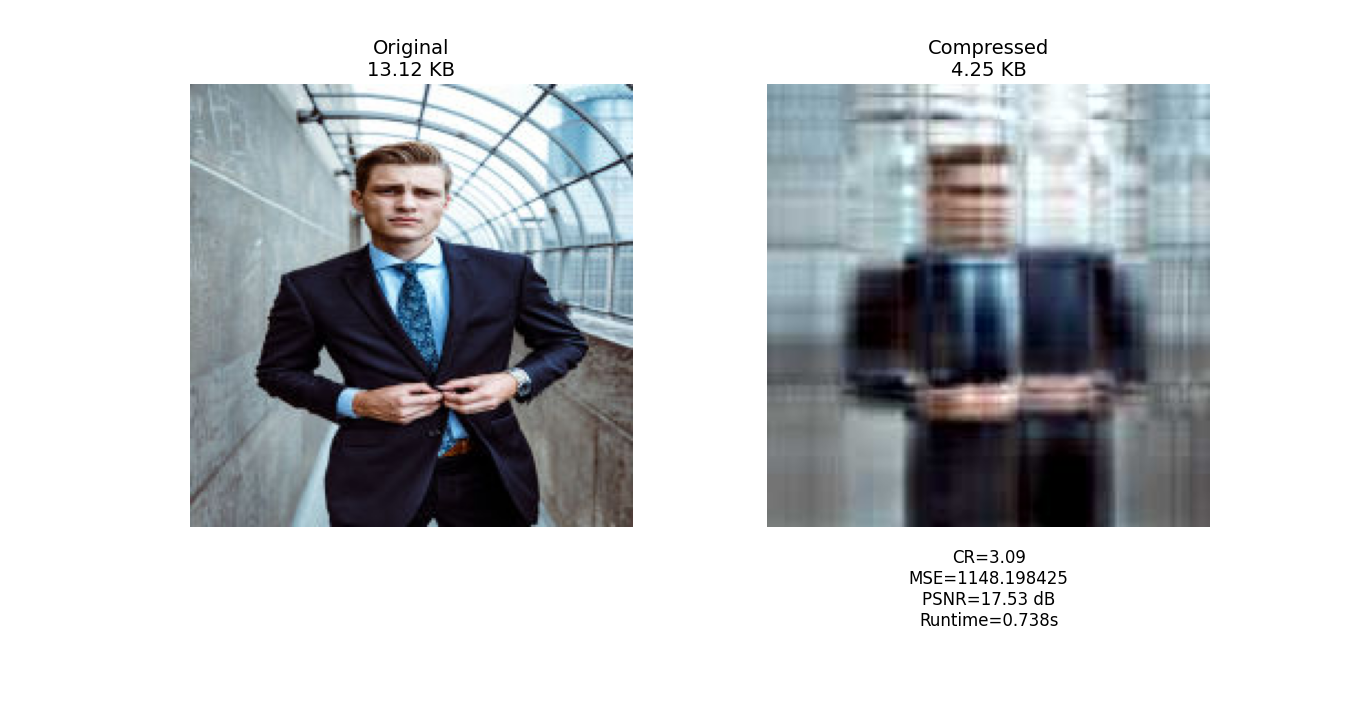 Original
13.12 KB
Compressed
4.25 KB
CR=3.09
MSE=1148.198425
PSNR=17.53 dB
Runtime=0.738s